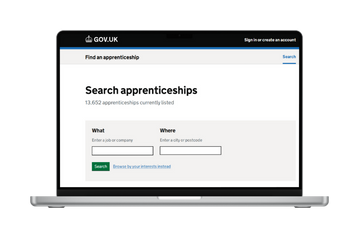 GOV.UK
Sign in or create an account
Find an apprenticeship
Search
Search apprenticeships
13,652 apprenticeships currently listed
What
Where
Enter a job or company
Enter a city or postcode
Search
Browse by your interests instead